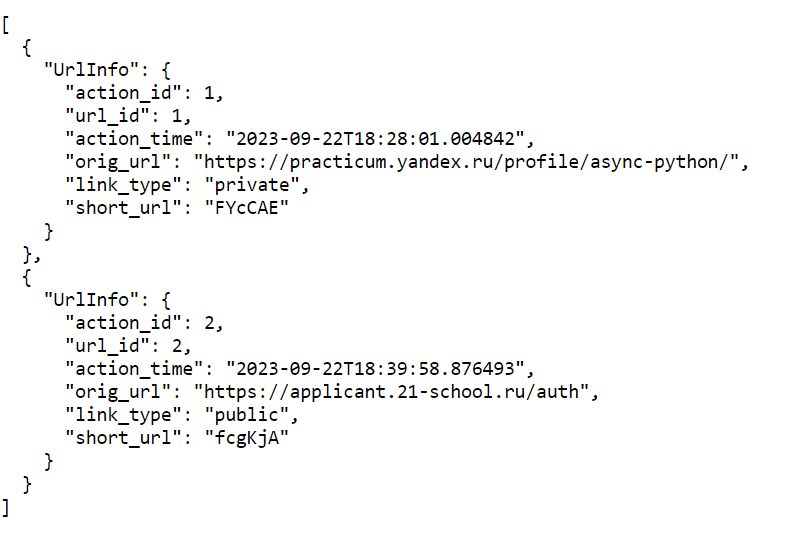 [
  {
    "UrlInfo": {
      "action_id": 1,
      "url_id": 1,
      "action_time": "2023-09-22T18:28:01.004842",
      "orig_url": "https://practicum.yandex.ru/profile/async-python/",
      "link_type": "private",
      "short_url": "FYcCAE"
    }
  },
  {
    "UrlInfo": {
      "action_id": 2,
      "url_id": 2,
      "action_time": "2023-09-22T18:39:58.876493",
      "orig_url": "https://applicant.21-school.ru/auth",
      "link_type": "public",
      "short_url": "fcgKjA"
    }
  }
]